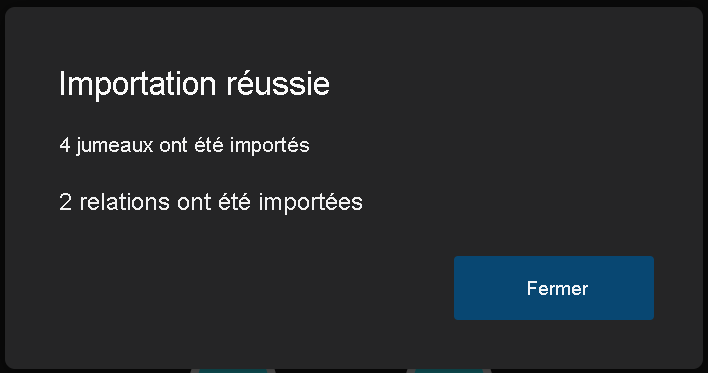 Importation réussie
4 jumeaux ont été importés
2 relations ont été importées
Fermer